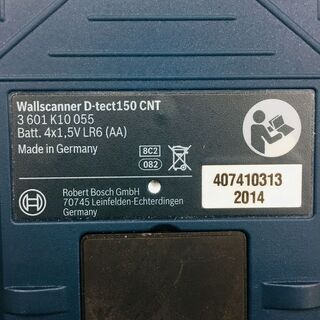 Wallscanner D-tect150 CNT
3 601 K10 055
Batt. 4x1,5V LR6 (AA)
Made in Germany
8C2
082
Robert Bosch GmbH
70745 Leinfelden-Echterdingen
Germany
407410313
2014